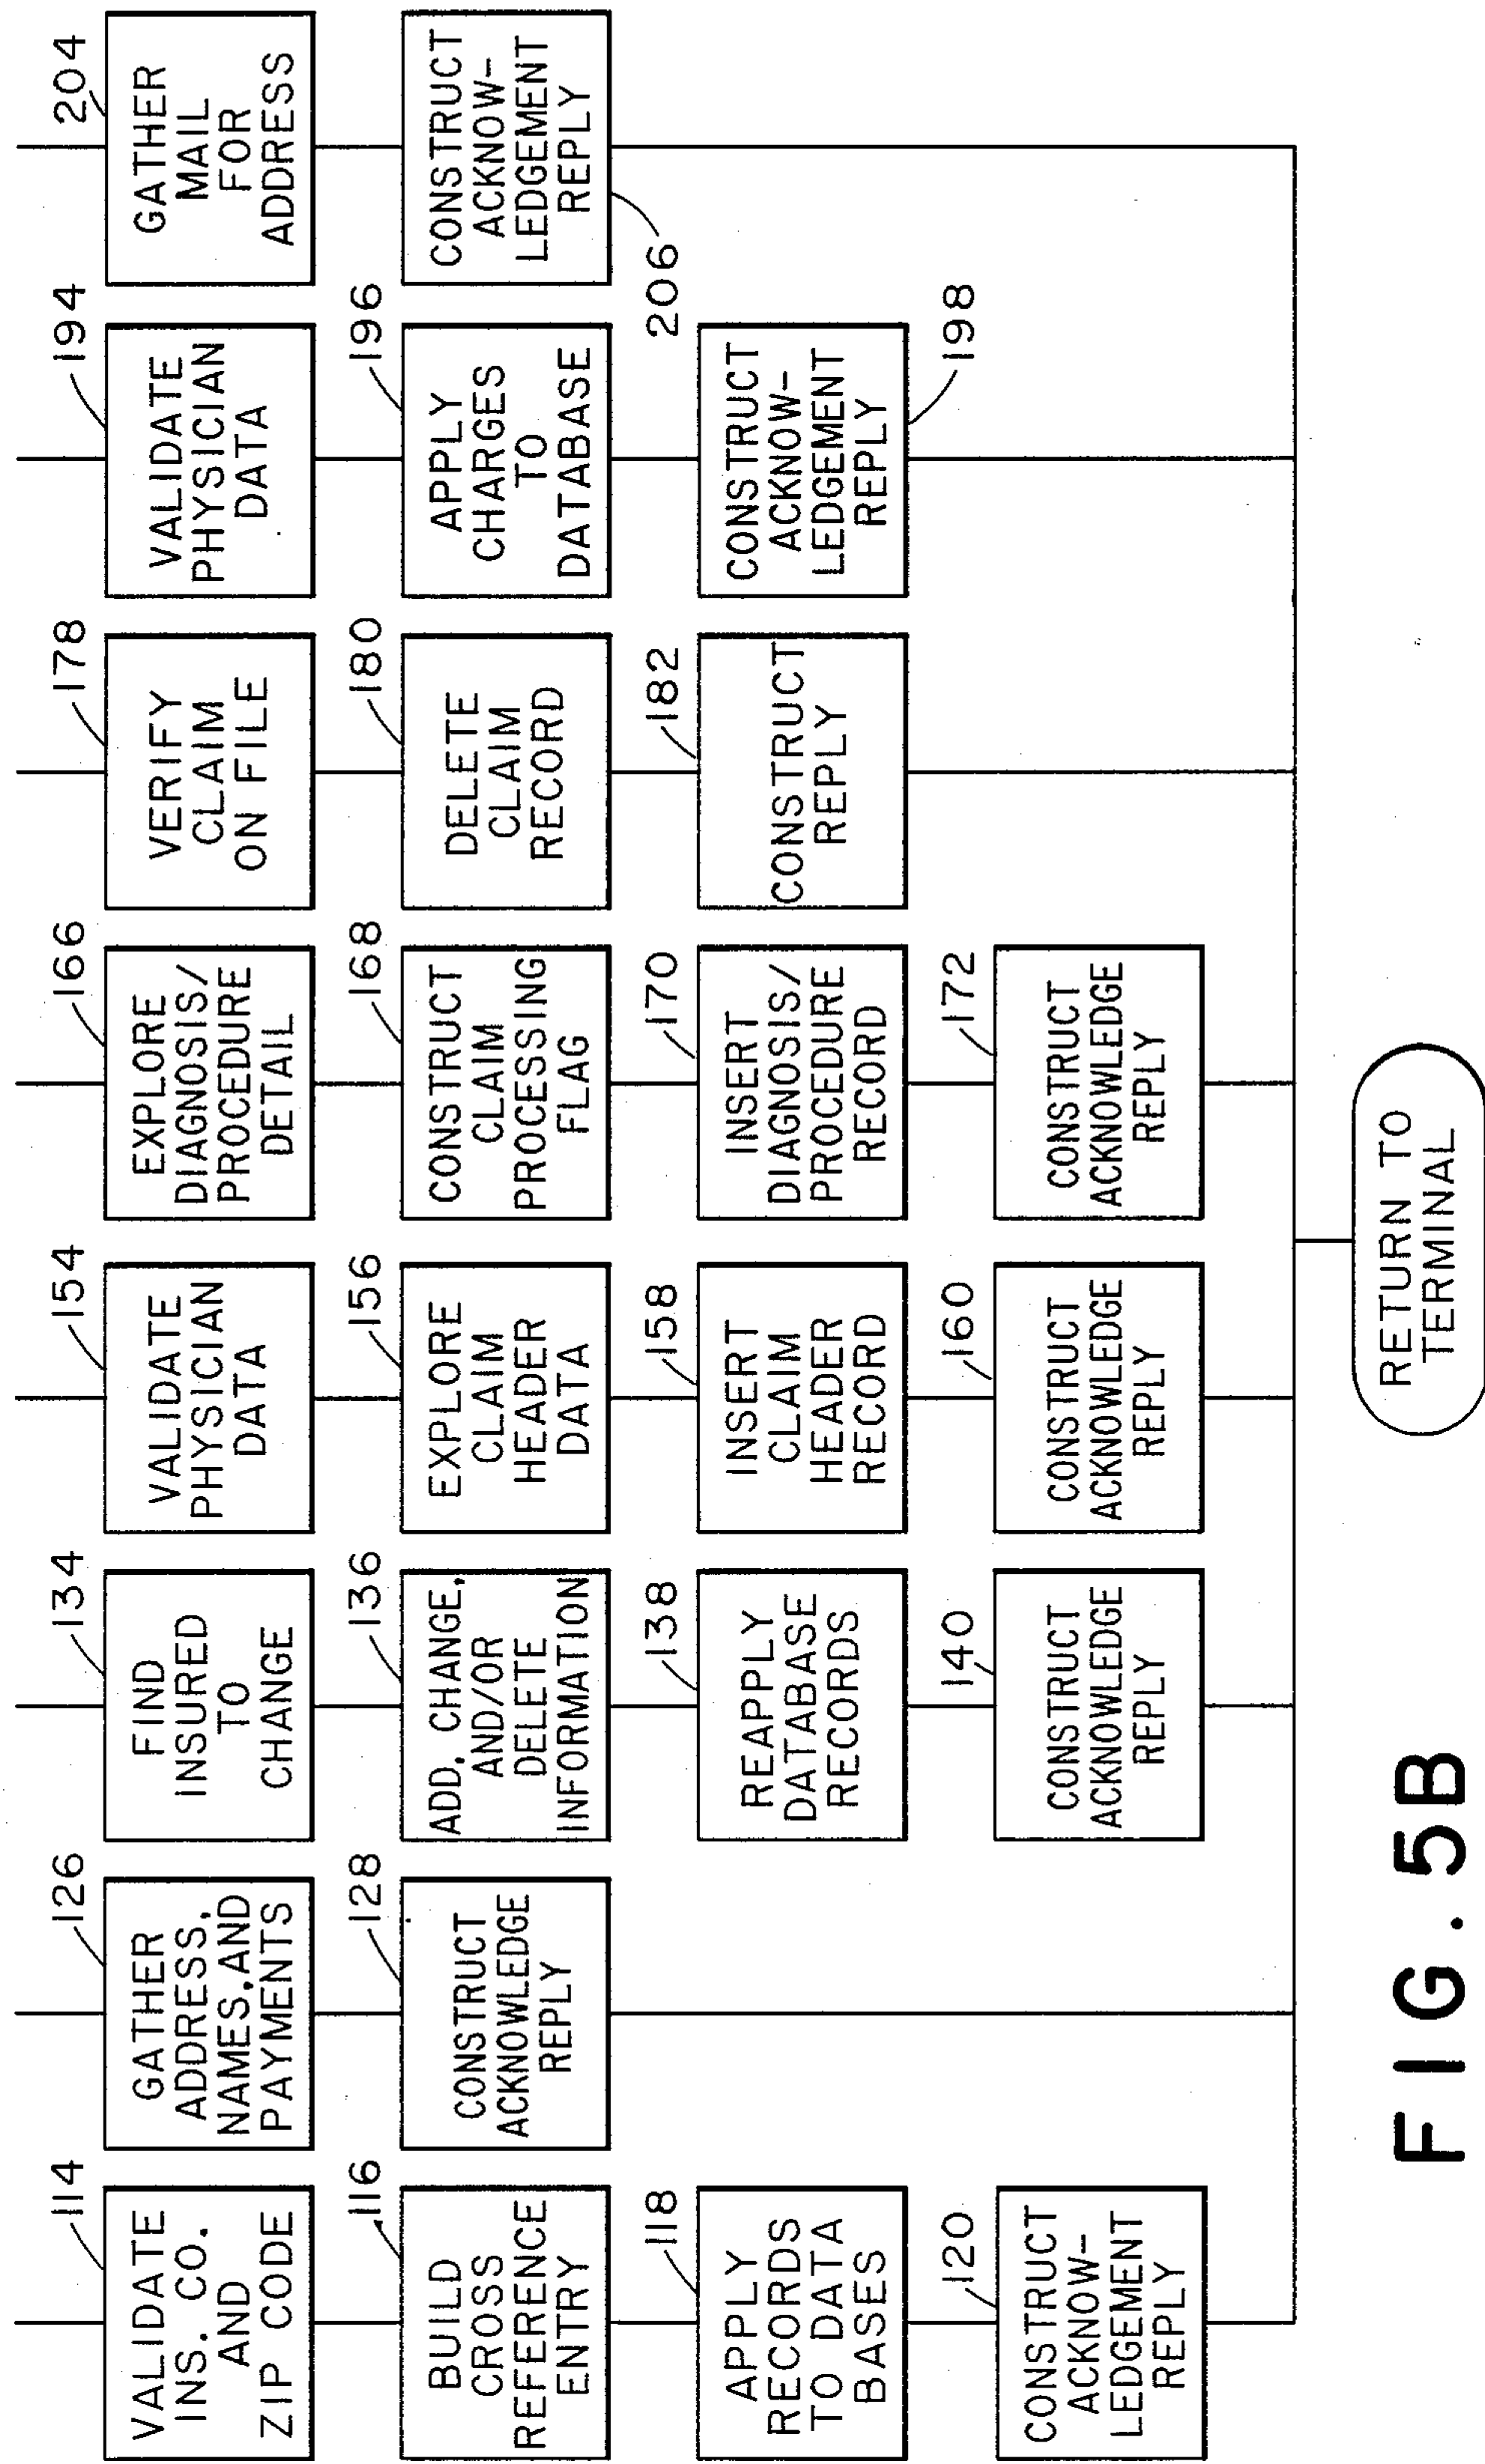 114
VALIDATE
INS. CO.
AND
ZIP CODE
116
BUILD
CROSS
REFERENCE
ENTRY
118
APPLY
RECORDS
TO DATA
BASES
120
CONSTRUCT
ACKNOW-
LEDGEMENT
REPLY
126
GATHER
ADDRESS,
NAMES, AND
PAYMENTS
128
CONSTRUCT
ACKNOWLEDGE
REPLY
134
FIND
INSURED
TO
CHANGE
136
ADD, CHANGE,
AND/OR
DELETE
INFORMATION
138
REAPPLY
DATABASE
RECORDS
140
CONSTRUCT
ACKNOWLEDGE
REPLY
154
VALIDATE
PHYSICIAN
DATA
156
EXPLORE
CLAIM
HEADER
DATA
158
INSERT
CLAIM
HEADER
RECORD
160
CONSTRUCT
ACKNOWLEDGE
REPLY
166
EXPLORE
DIAGNOSIS/
PROCEDURE
DETAIL
168
CONSTRUCT
CLAIM
PROCESSING
FLAG
170
INSERT
DIAGNOSIS/
PROCEDURE
RECORD
172
CONSTRUCT
ACKNOWLEDGE
REPLY
178
VERIFY
CLAIM
ON FILE
180
DELETE
CLAIM
RECORD
182
CONSTRUCT
REPLY
194
VALIDATE
PHYSICIAN
DATA
196
APPLY
CHARGES
TO
DATABASE
198
CONSTRUCT
ACKNOW-
LEDGEMENT
REPLY
204
GATHER
MAIL
FOR
ADDRESS
206
CONSTRUCT
ACKNOW-
LEDGEMENT
REPLY
RETURN TO
TERMINAL
FIG. 5B